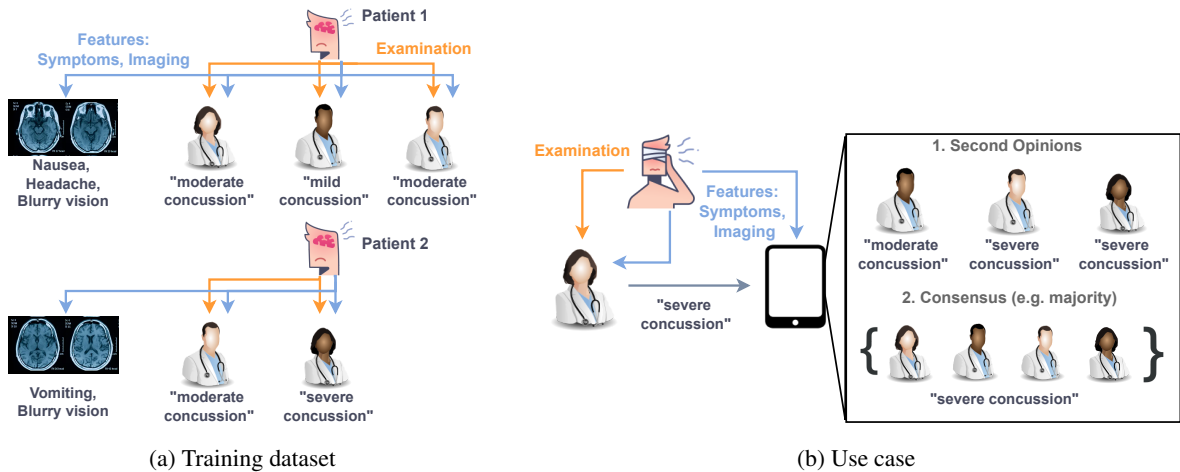 Patient 1
Features:
Symptoms, Imaging
Examination
Nausea,
Headache,
Blurry vision
"moderate
concussion"
"mild
concussion"
"moderate
concussion"
Patient 2
Vomiting,
Blurry vision
"moderate
concussion"
"severe
concussion"
(a) Training dataset
Examination
Features:
Symptoms,
Imaging
"severe
concussion"
1. Second Opinions
"moderate
concussion"
"severe
concussion"
"severe
concussion"
2. Consensus (e.g. majority)
{ }
"severe concussion"
(b) Use case